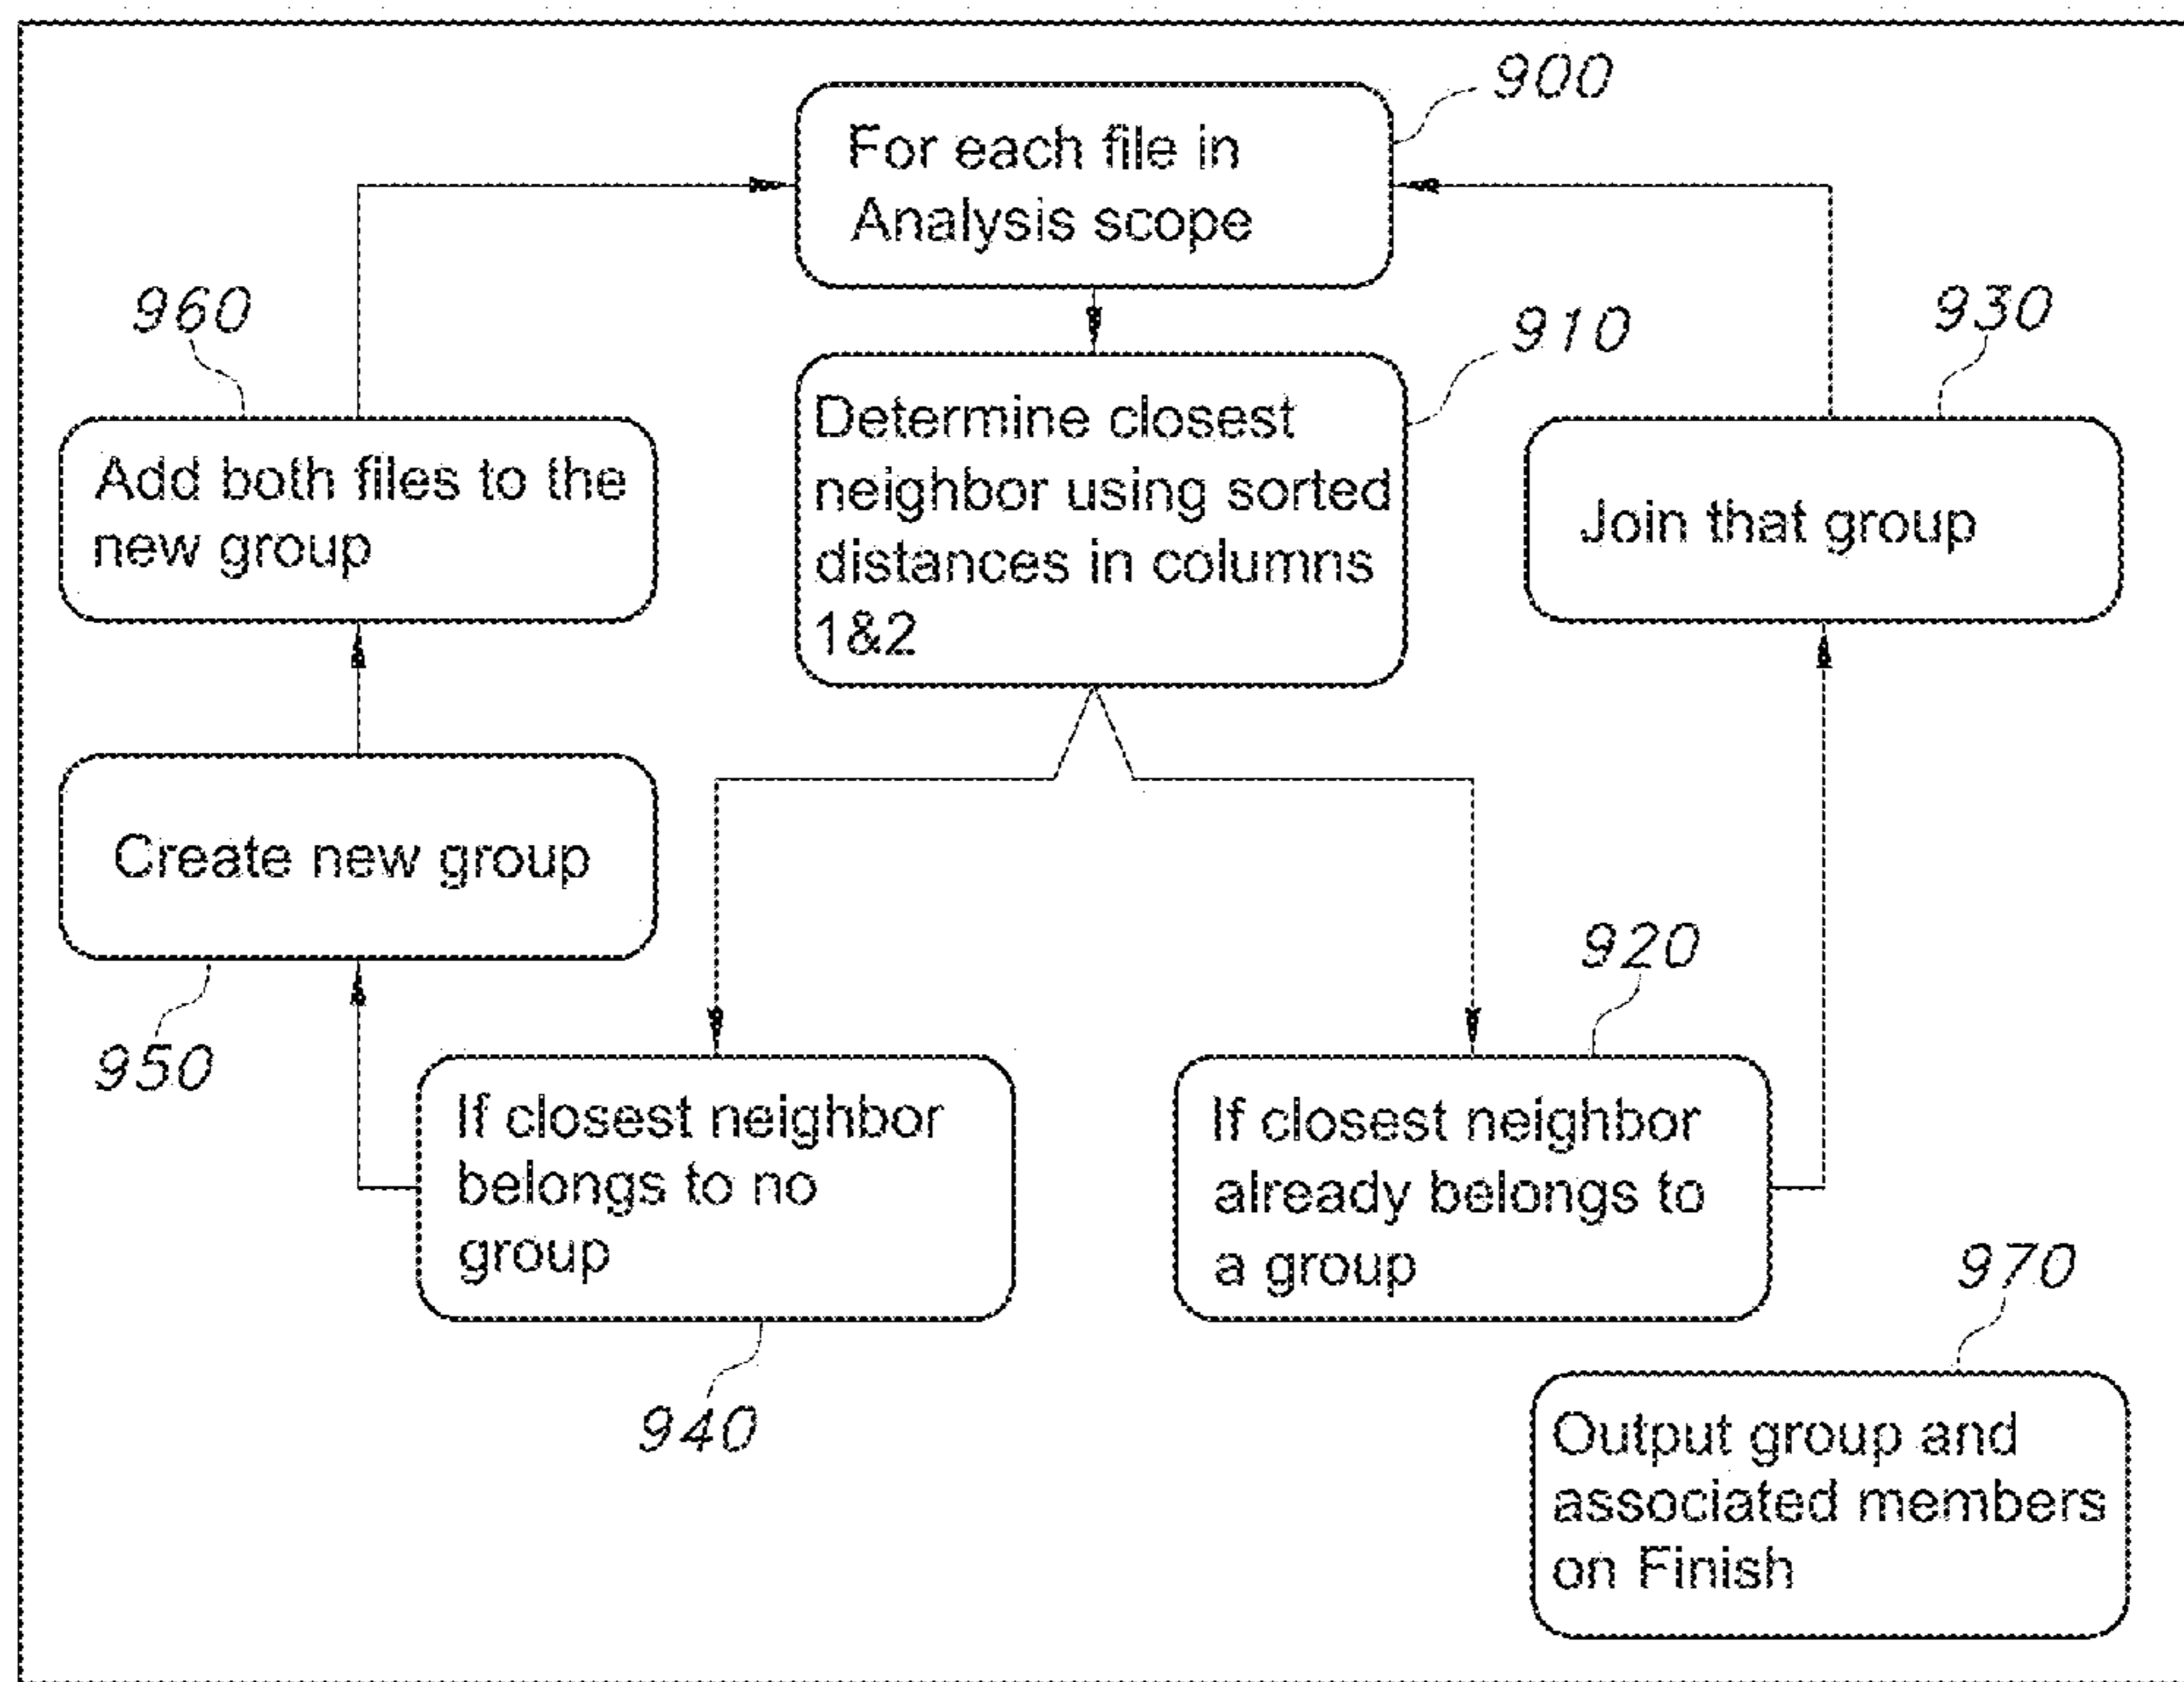 900
For each file in
Analysis scope
960
910
930
Determine closest
neighbor using sorted
distances in columns
1&2
Add both files to the
new group
Join that group
Create new group
920
950
If closest neighbor
belongs to no
group
If closest neighbor
already belongs to
a group
970
940
Output group and
associated members
on Finish